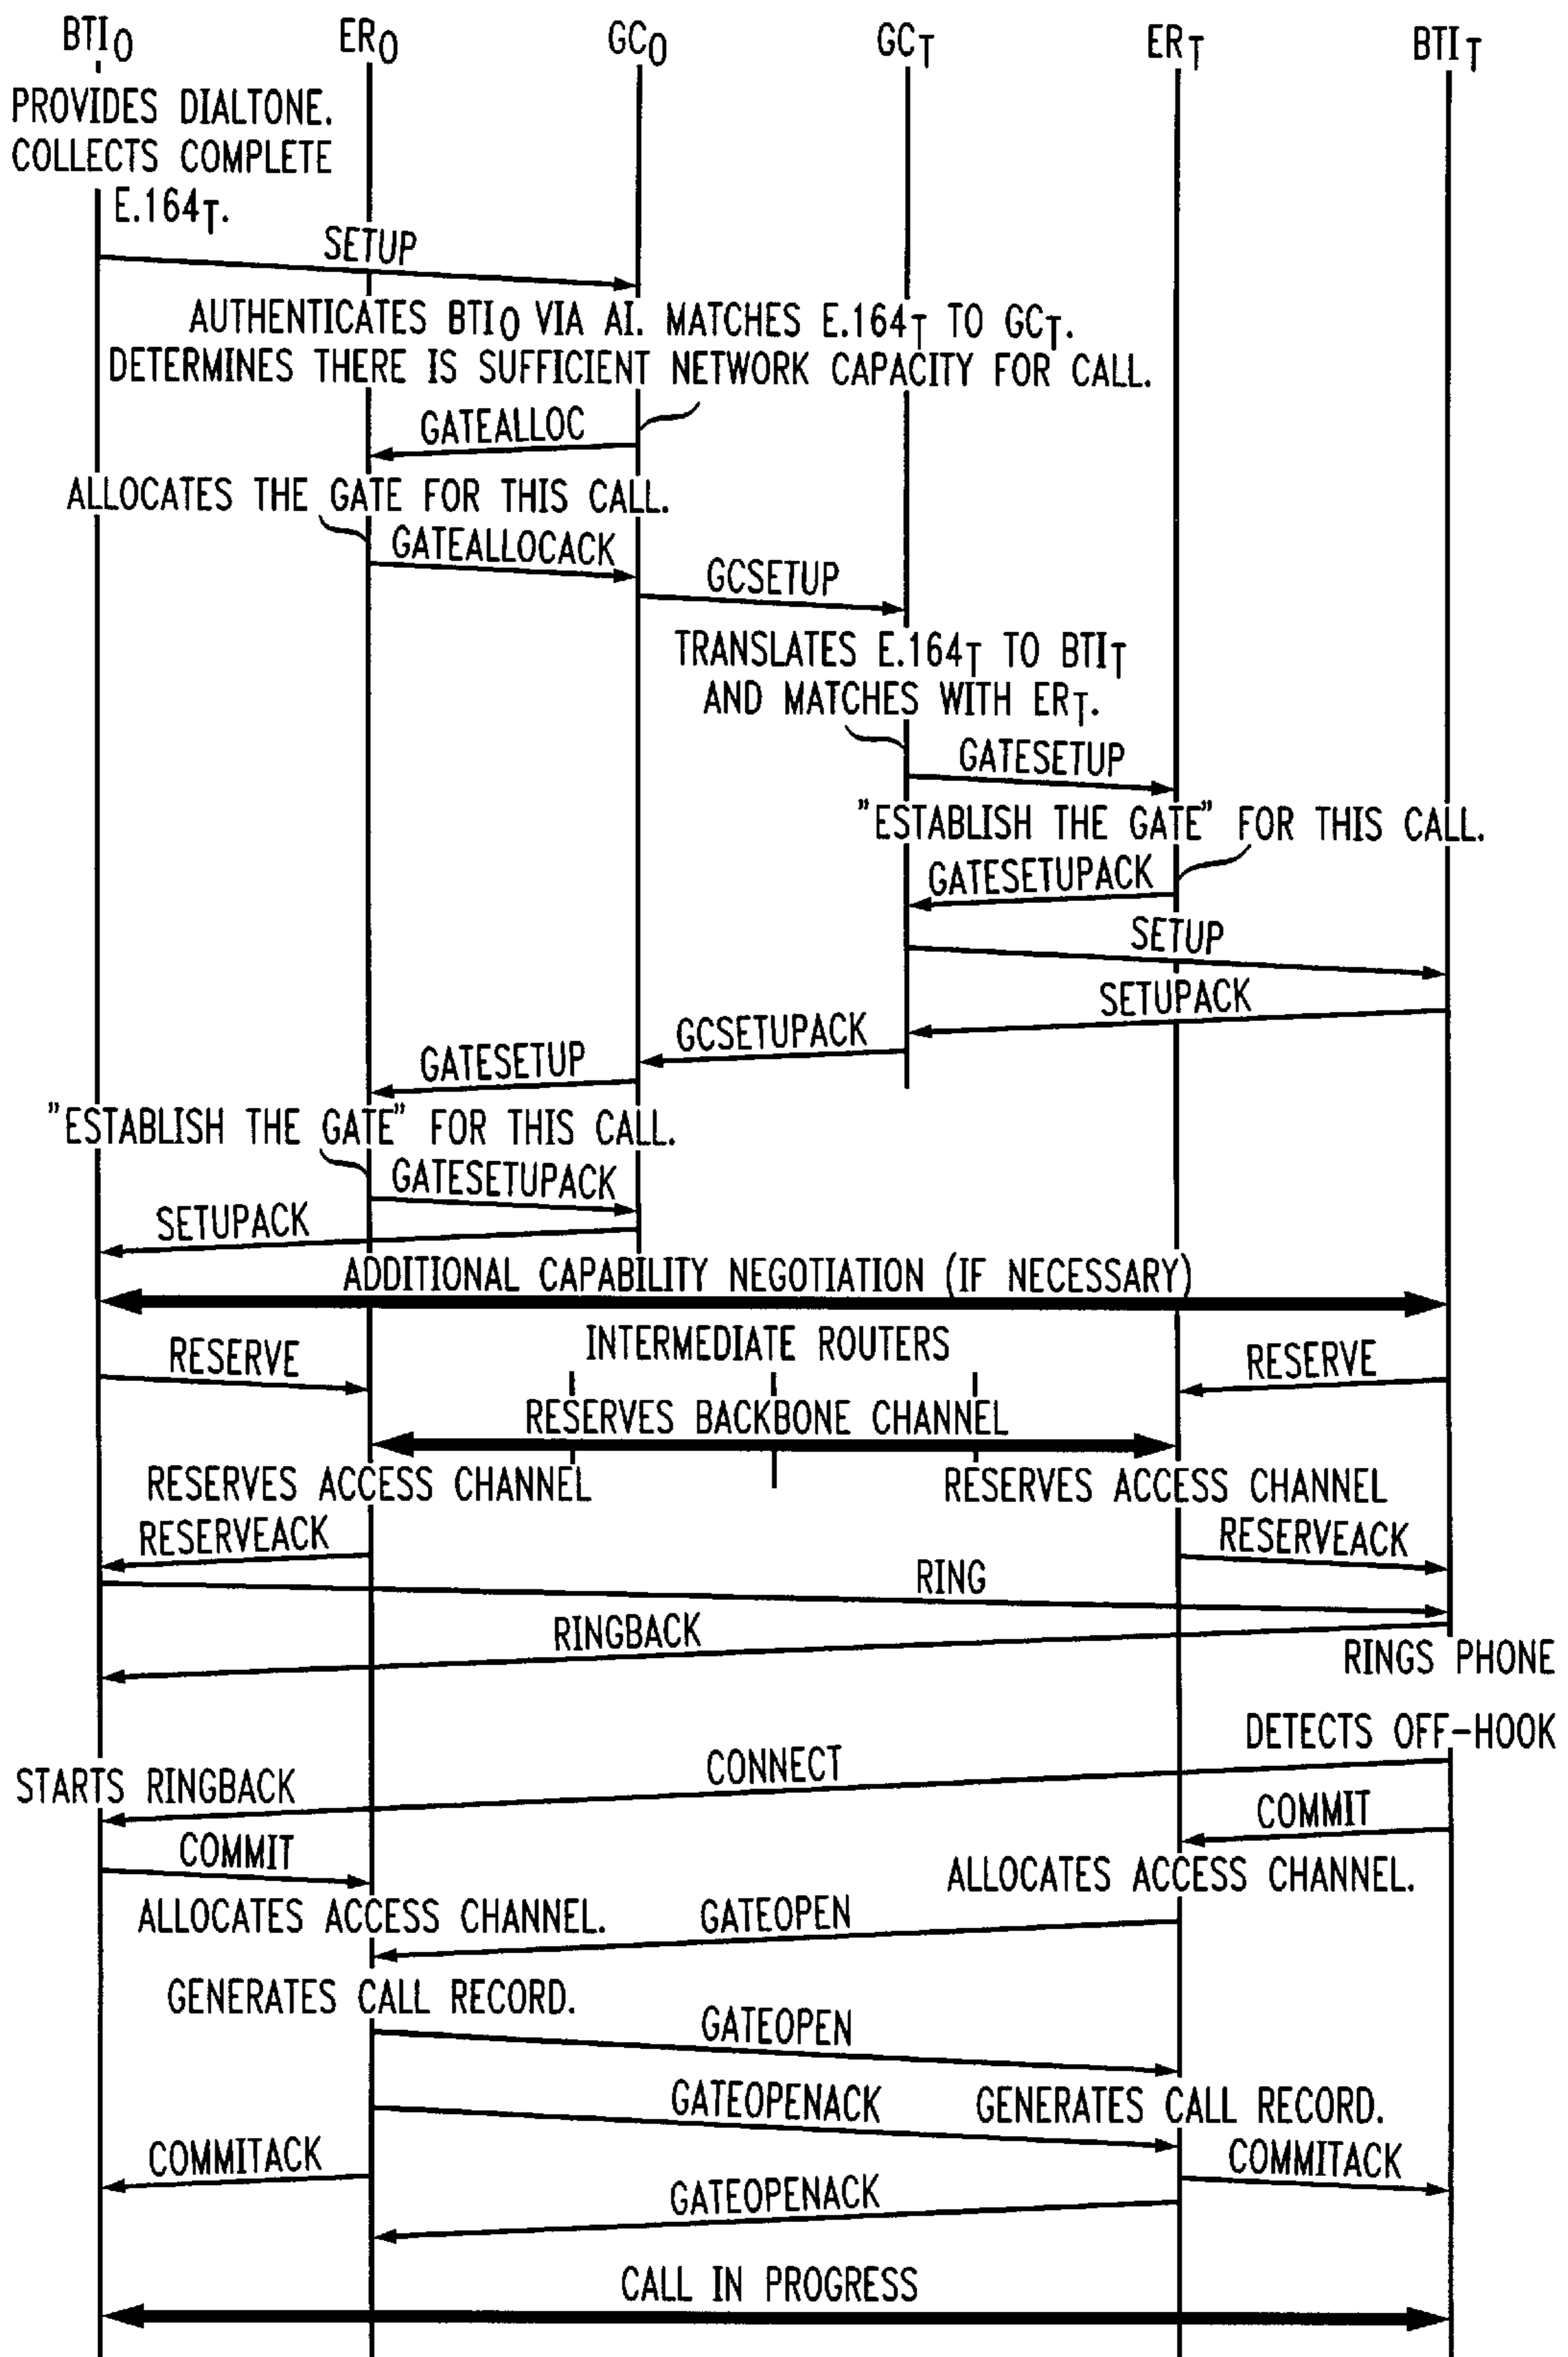 BTIO ERO GCO GCT ERT BTIT
PROVIDES DIALTONE.
COLLECTS COMPLETE
E.164T.
SETUP
AUTHENTICATES BTIO VIA AI. MATCHES E.164T TO GCT.
DETERMINES THERE IS SUFFICIENT NETWORK CAPACITY FOR CALL.
GATEALLOC
ALLOCATES THE GATE FOR THIS CALL.
GATEALLOCACK
GCSETUP
TRANSLATES E.164T TO BTIT
AND MATCHES WITH ERT.
GATESETUP
"ESTABLISH THE GATE" FOR THIS CALL.
GATESETUPACK
SETUP
SETUPACK
GCSETUPACK
GATESETUP
"ESTABLISH THE GATE" FOR THIS CALL.
GATESETUPACK
SETUPACK
ADDITIONAL CAPABILITY NEGOTIATION (IF NECESSARY)
INTERMEDIATE ROUTERS
RESERVE RESERVE
RESERVES BACKBONE CHANNEL
RESERVES ACCESS CHANNEL RESERVES ACCESS CHANNEL
RESERVEACK RESERVEACK
RING
RINGBACK
RINGS PHONE
DETECTS OFF-HOOK
CONNECT
STARTS RINGBACK
COMMIT
COMMIT
ALLOCATES ACCESS CHANNEL.
ALLOCATES ACCESS CHANNEL. GATEOPEN
GENERATES CALL RECORD.
GATEOPEN
GATEOPENACK GENERATES CALL RECORD.
COMMITACK COMMITACK
GATEOPENACK
CALL IN PROGRESS